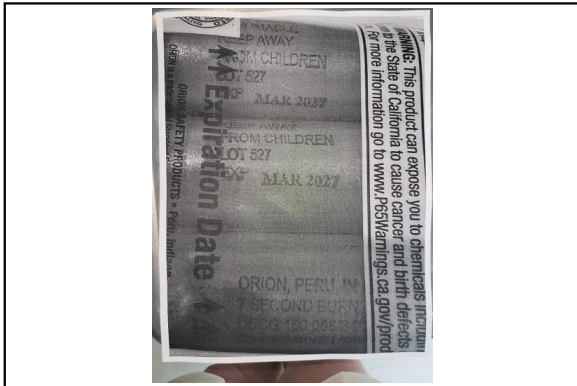 KEEP AWAY
FROM CHILDREN
LOT 527
EXP MAR 2027
KEEP AWAY
FROM CHILDREN
LOT 527
EXP MAR 2027
ORION, PERU, IN
7 SECOND BURN
Expiration Date
ORION SAFETY PRODUCTS • Peru, Indiana
WARNING: This product can expose you to chemicals includin
to the State of California to cause cancer and birth defects
For more information go to www.P65Warnings.ca.gov/prod